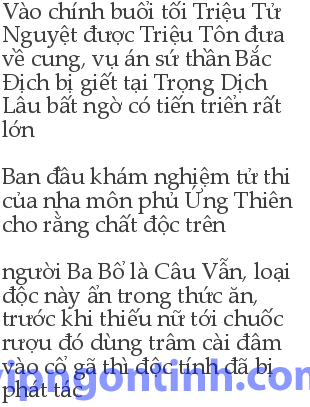 Vào chính buổi tối Triệu Tử
Nguyệt được Triệu Tôn đưa
về cung, vụ án sứ thần Bắc
Địch bị giết tại Trọng Dịch
Lâu bất ngờ có tiến triển rất
lớn
Ban đầu khám nghiệm tử thi
của nha môn phủ Ứng Thiên
cho rằng chất độc trên
người Ba Bổ là Câu Vẫn, loại
độc này ẩn trong thức ăn,
trước khi thiếu nữ tới chuốc
rượu đó dùng trâm cài đâm
vào cổ gã thì độc tính đã bị
phát tác
vipngontinh.com